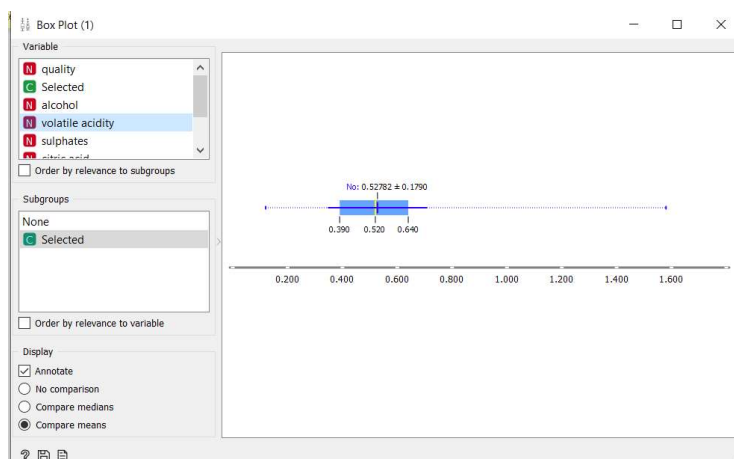 Box Plot (1)
Variable
N quality
C Selected
N alcohol
N volatile acidity
N sulphates
N citric acid
Order by relevance to subgroups
Subgroups
None
C Selected
Order by relevance to variable
Display
Annotate
No comparison
Compare medians
Compare means
?
No: 0.52782 ± 0.1790
0.390 0.520 0.640
0.200 0.400 0.600 0.800 1.000 1.200 1.400 1.600